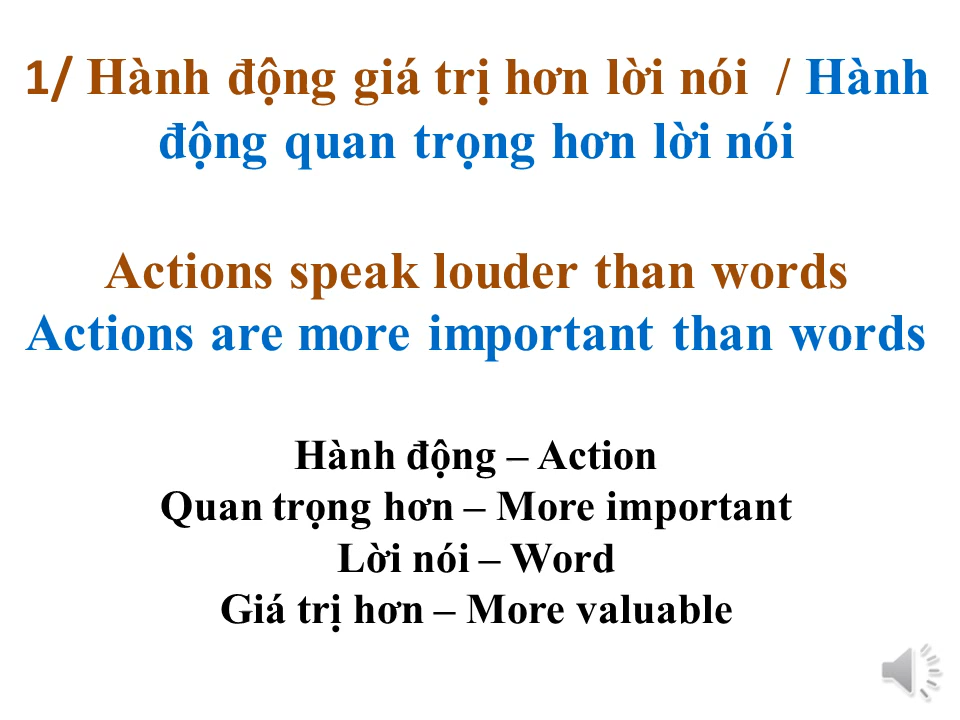 1/ Hành động giá trị hơn lời nói / Hành
động quan trọng hơn lời nói
Actions speak louder than words
Actions are more important than words
Hành động – Action
Quan trọng hơn – More important
Lời nói – Word
Giá trị hơn – More valuable